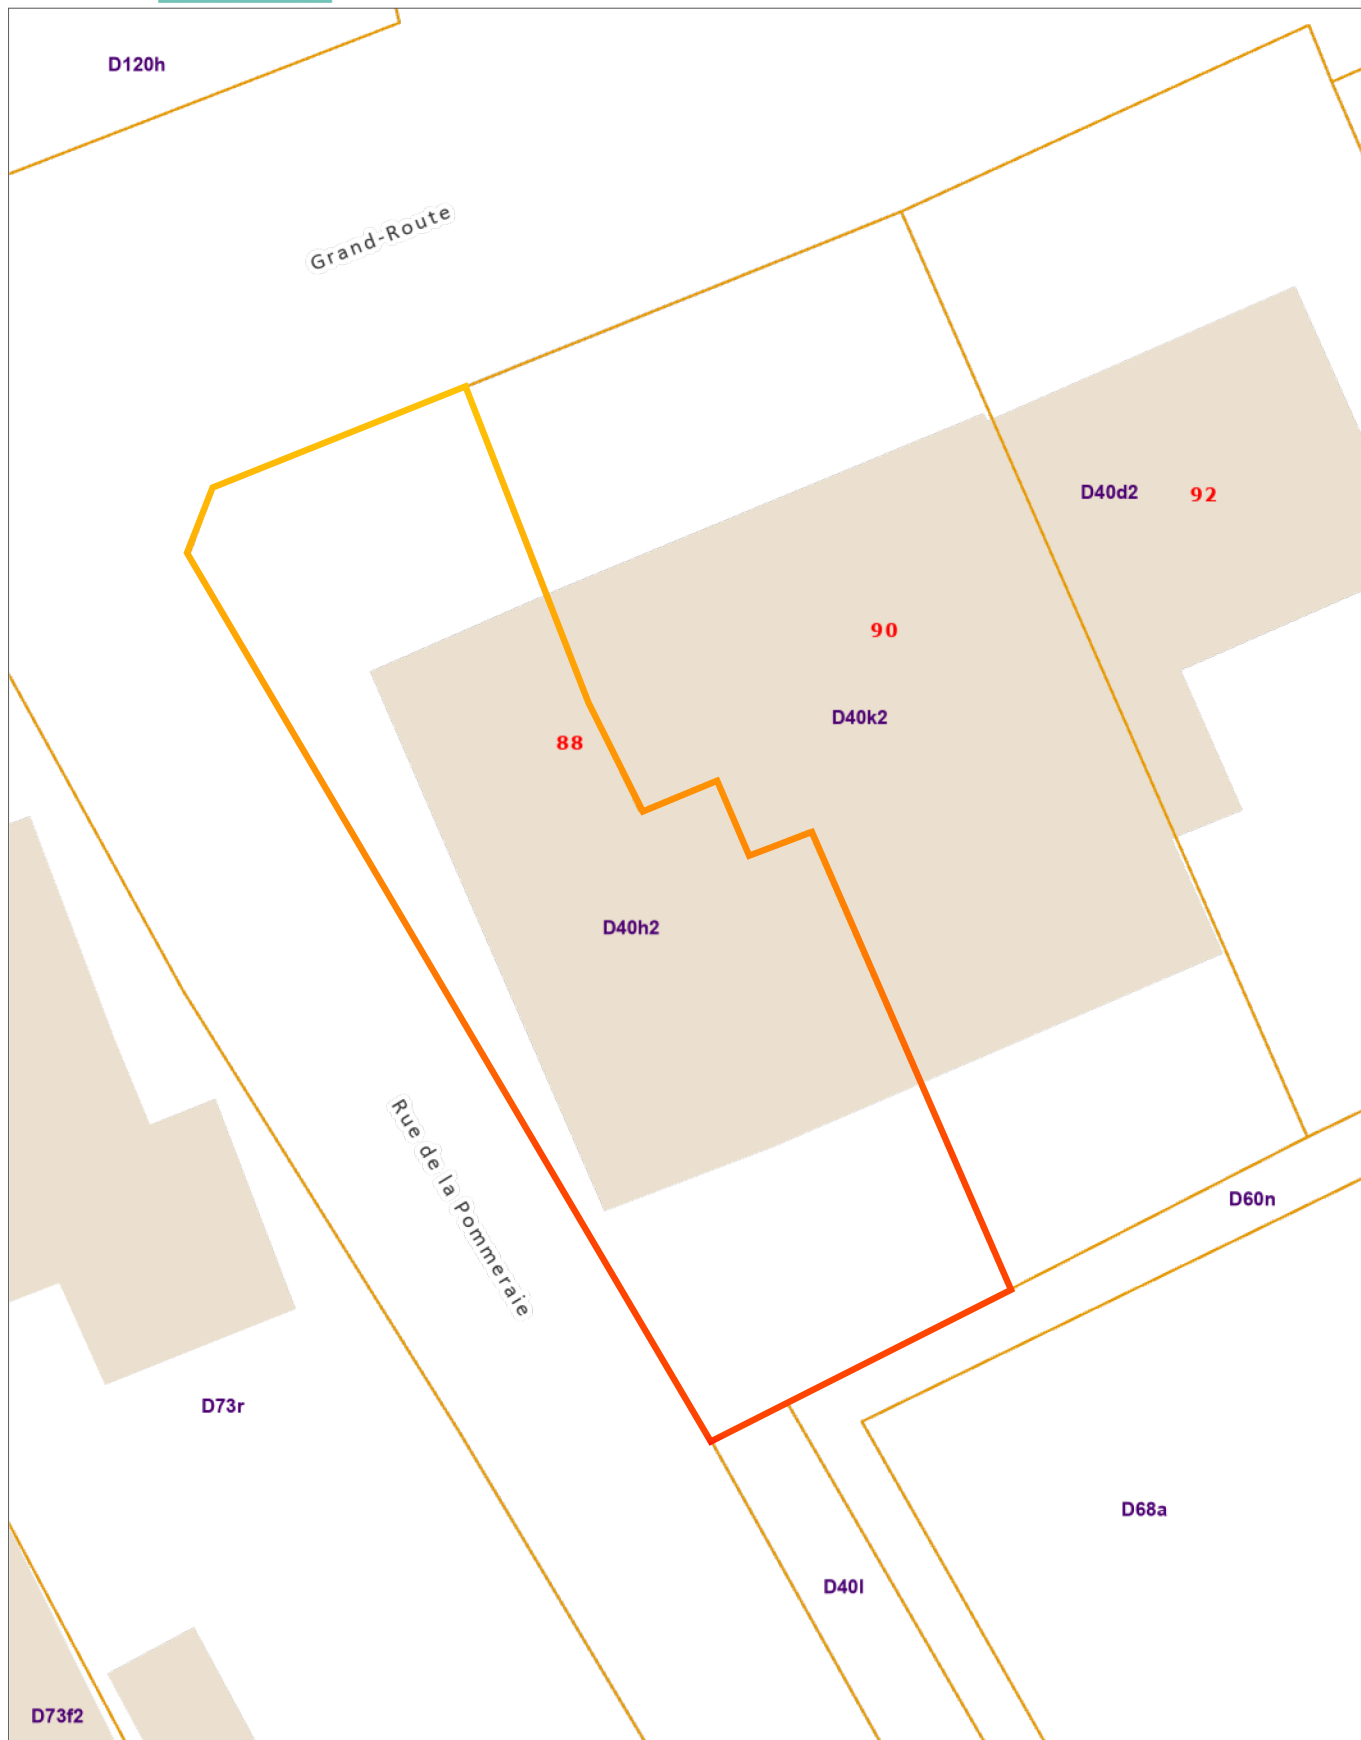 D120h
Grand-Route
D40d2
92
90
D40k2
88
D40h2
Rue de la Pommeraie
D60n
D73r
D68a
D40l
D73f2